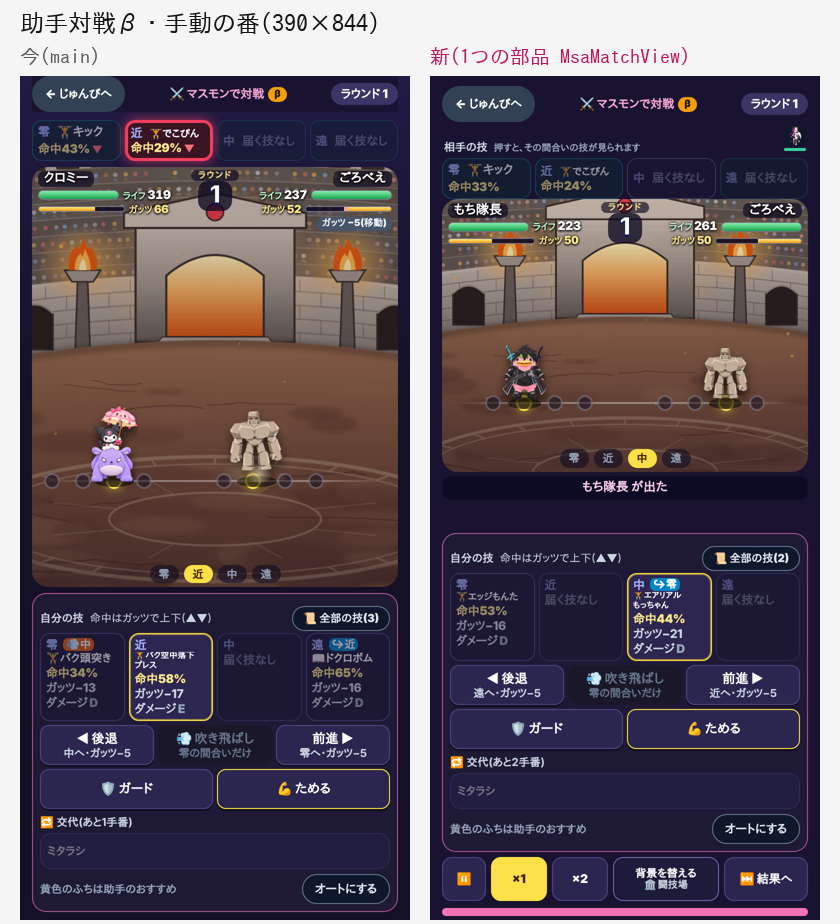 助手対戦β・手動の番(390×844)
今(main)
← じゅんびへ
⚔️マスモンで対戦 β
ラウンド1
零 🏋キック
命中43% ▼
近 🏋でこぴん
命中29% ▼
中 届く技なし
遠 届く技なし
クロミー
ラウンド
1
ごろべえ
ライフ 319
ガッツ 66
ライフ 237
ガッツ 52
ガッツ −5(移動)
零 近 中 遠
自分の技 命中はガッツで上下(▲▼)
📜 全部の技(3)
零 💨中
🏋バク頭突き
命中34%
ガッツ−13
ダメージD
近
🏋バク空中落下
プレス
命中58%
ガッツ−17
ダメージE
中
届く技なし
遠 ↪近
📖ドクロボム
命中65%
ガッツ−16
ダメージD
◀ 後退
中へ・ガッツ−5
💨 吹き飛ばし
零の間合いだけ
前進 ▶
零へ・ガッツ−5
🛡️ ガード
💪 ためる
🔁 交代(あと1手番)
ミタラシ
黄色のふちは助手のおすすめ
オートにする
新(1つの部品 MsaMatchView)
← じゅんびへ
⚔️マスモンで対戦 β
ラウンド1
相手の技 押すと、その間合いの技が見られます
零 🏋キック
命中33%
近 🏋でこぴん
命中24%
中 届く技なし
遠 届く技なし
もち隊長
ラウンド
1
ごろべえ
ライフ 223
ガッツ 50
ライフ 261
ガッツ 50
零 近 中 遠
もち隊長 が出た
自分の技 命中はガッツで上下(▲▼)
📜 全部の技(2)
零
🏋エッジもんた
命中53%
ガッツ−16
ダメージD
近
届く技なし
中 ↪零
🏋エアリアル
もっちゃん
命中44%
ガッツ−21
ダメージD
遠
届く技なし
◀ 後退
遠へ・ガッツ−5
💨 吹き飛ばし
零の間合いだけ
前進 ▶
近へ・ガッツ−5
🛡️ ガード
💪 ためる
🔁 交代(あと2手番)
ミタラシ
黄色のふちは助手のおすすめ
オートにする
⏸
×1
×2
背景を替える
🏛️闘技場
⏭ 結果へ